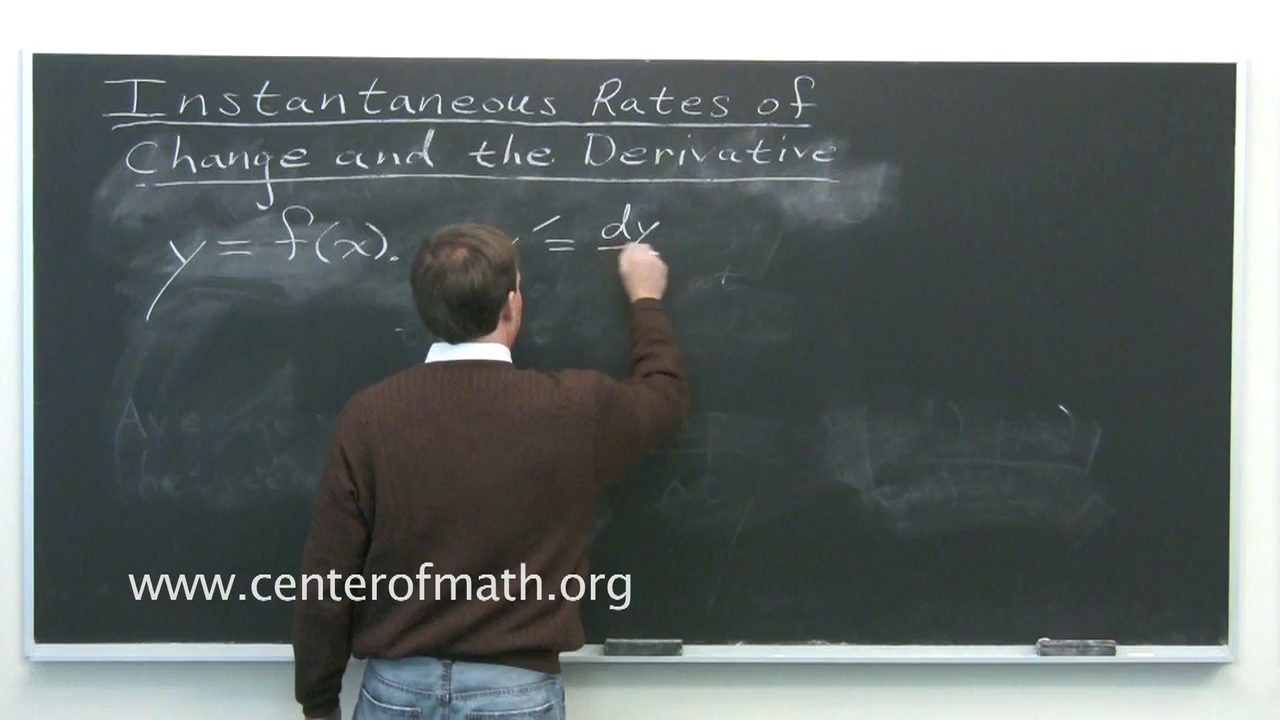 Instantaneous Rates of
Change and the Derivative
y = f(x). ′ = dy
www.centerofmath.org